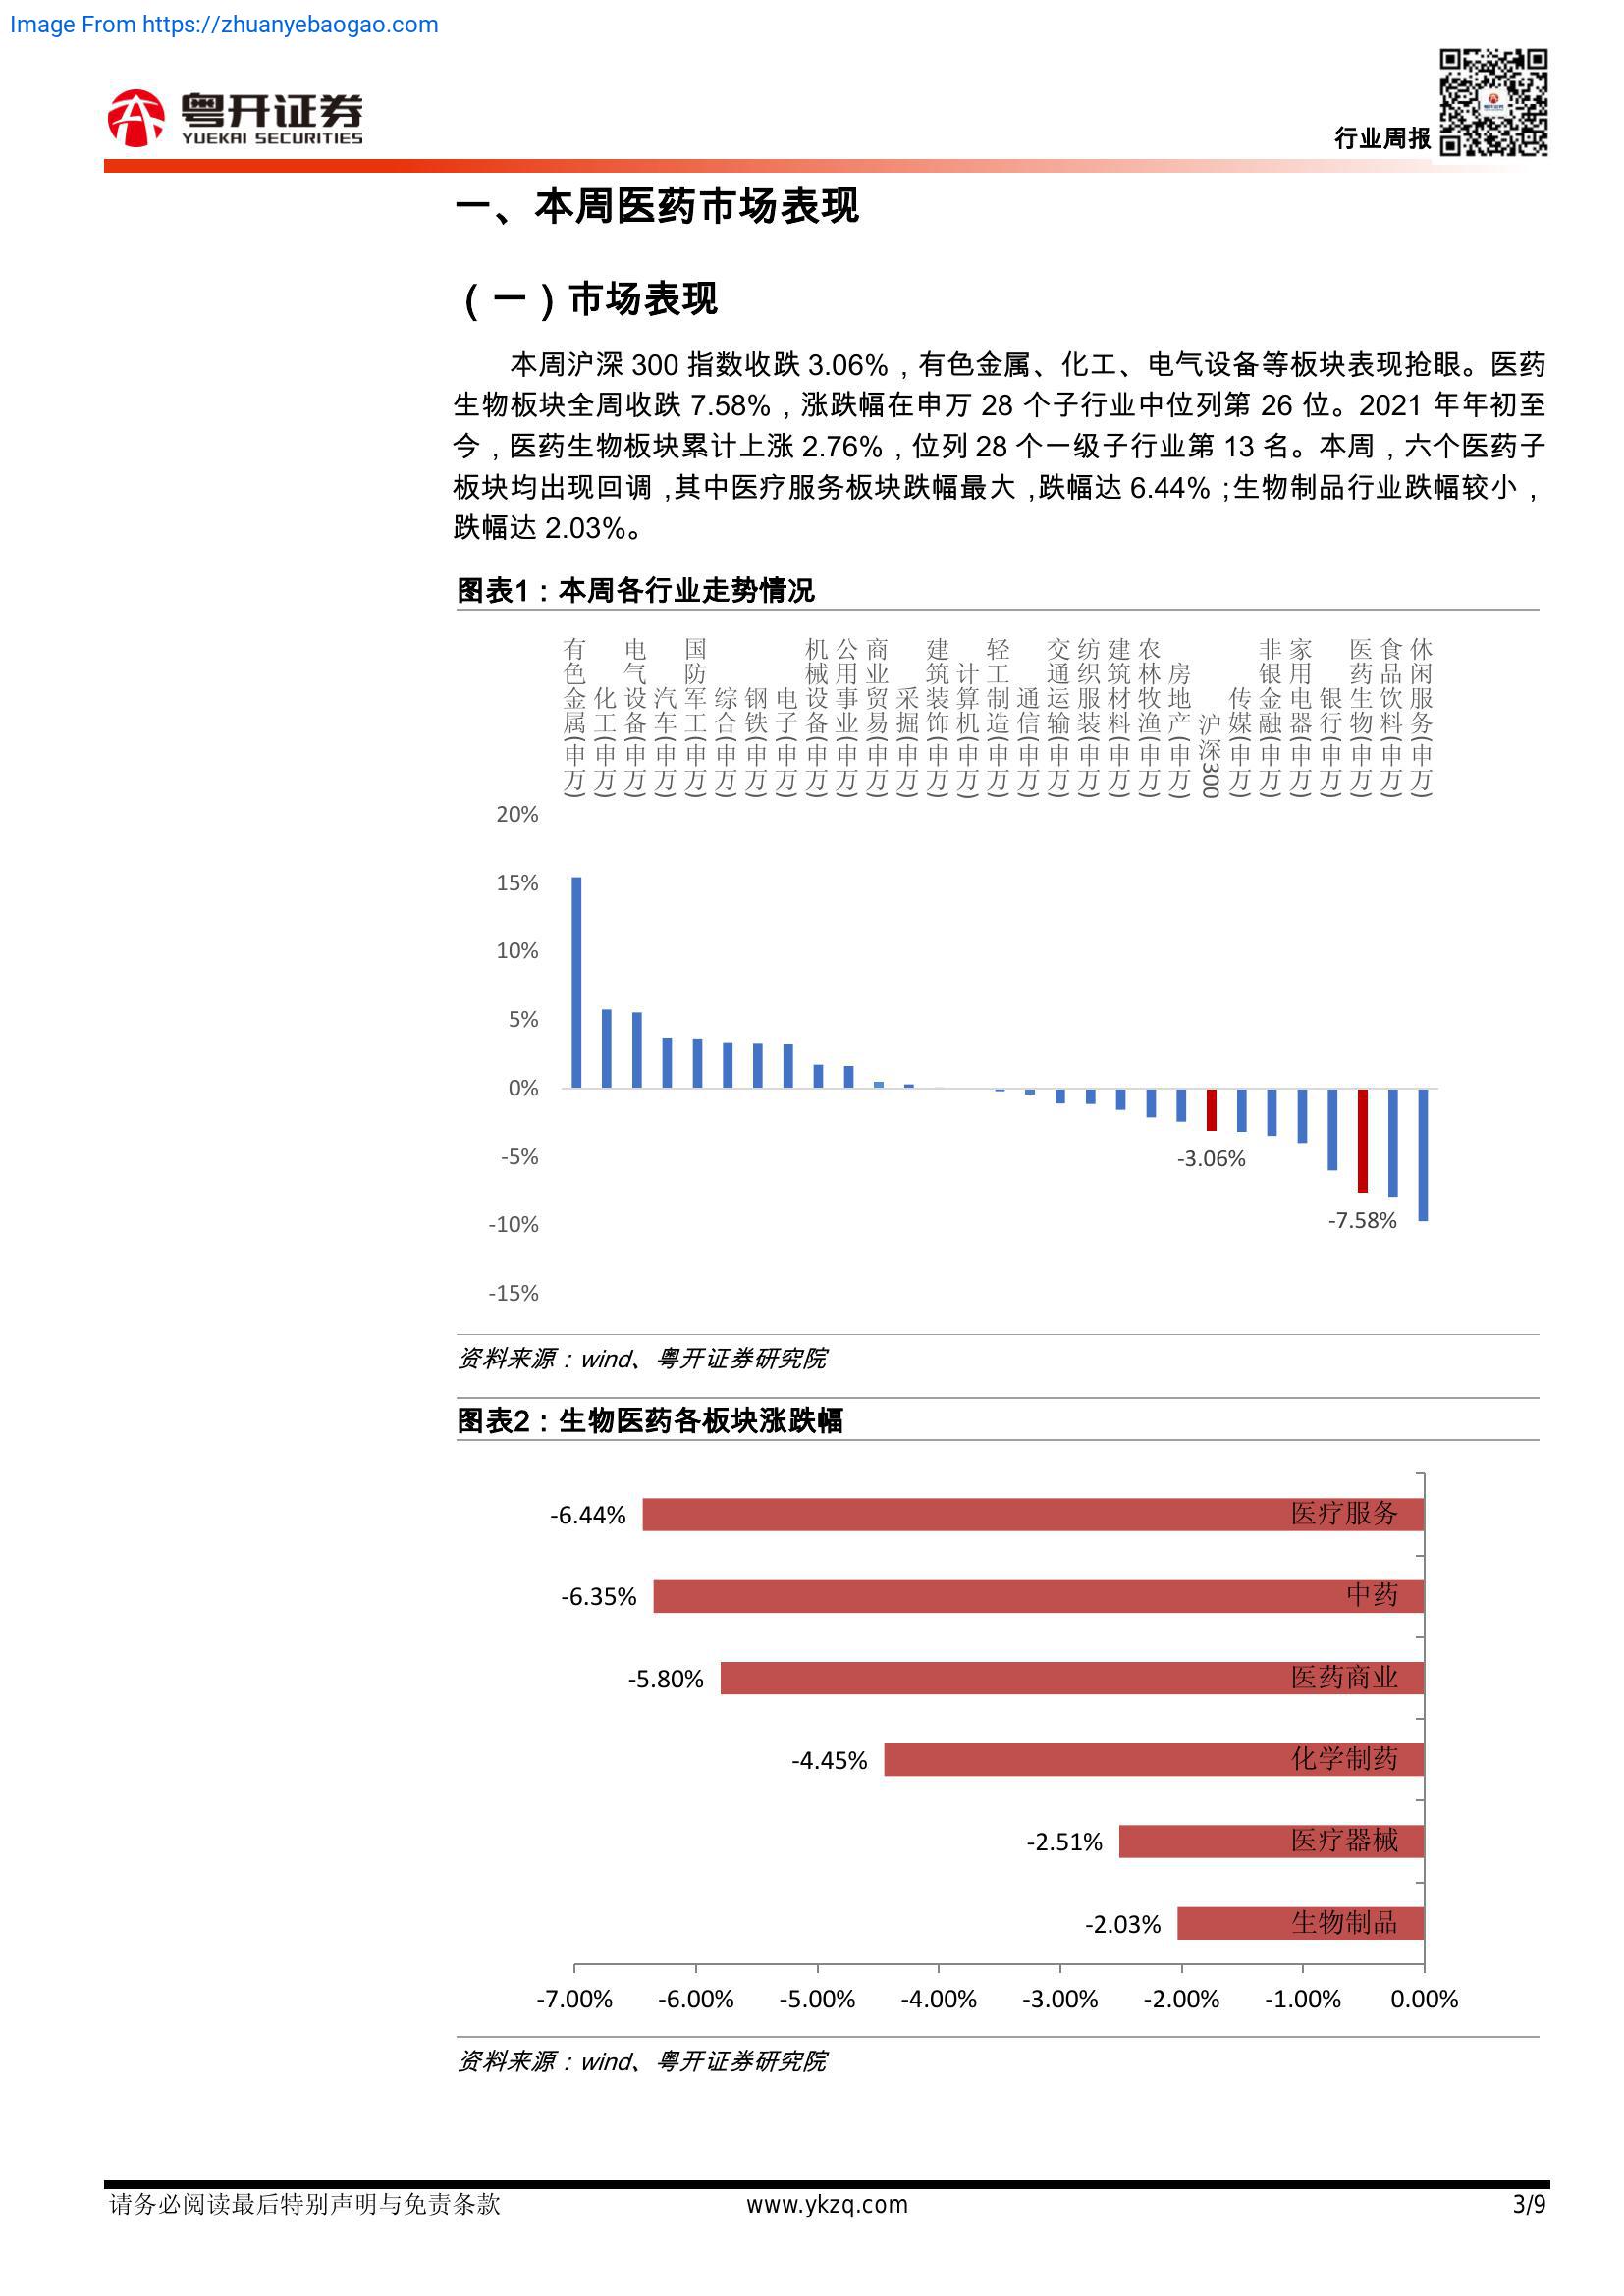 Image From https://zhuanyebaogao.com
粤开证券
YUEKAI SECURITIES
行业周报
一、本周医药市场表现
（一）市场表现
本周沪深 300 指数收跌 3.06%，有色金属、化工、电气设备等板块表现抢眼。医药
生物板块全周收跌 7.58%，涨跌幅在申万 28 个子行业中位列第 26 位。2021 年年初至
今，医药生物板块累计上涨 2.76%，位列 28 个一级子行业第 13 名。本周，六个医药子
板块均出现回调,其中医疗服务板块跌幅最大,跌幅达 6.44%;生物制品行业跌幅较小，
跌幅达 2.03%。
图表1：本周各行业走势情况
有色金属(申万)
化工(申万)
电气设备(申万)
汽车(申万)
国防军工(申万)
综合(申万)
钢铁(申万)
电子(申万)
机械设备(申万)
公用事业(申万)
商业贸易(申万)
采掘(申万)
建筑装饰(申万)
计算机(申万)
轻工制造(申万)
通信(申万)
交通运输(申万)
纺织服装(申万)
建筑材料(申万)
农林牧渔(申万)
房地产(申万)
沪深300
传媒(申万)
非银金融(申万)
家用电器(申万)
银行(申万)
医药生物(申万)
食品饮料(申万)
休闲服务(申万)
20%
15%
10%
5%
0%
-5%
-10%
-15%
-3.06%
-7.58%
资料来源：wind、粤开证券研究院
图表2：生物医药各板块涨跌幅
-6.44% 医疗服务
-6.35% 中药
-5.80% 医药商业
-4.45% 化学制药
-2.51% 医疗器械
-2.03% 生物制品
-7.00% -6.00% -5.00% -4.00% -3.00% -2.00% -1.00% 0.00%
资料来源：wind、粤开证券研究院
请务必阅读最后特别声明与免责条款 www.ykzq.com 3/9